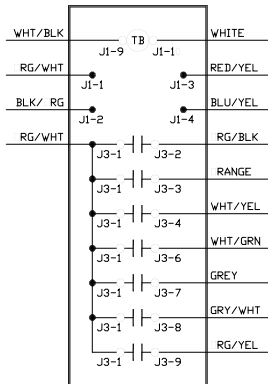 WHT/BLK TB WHITE
J1-9 J1-1
RG/WHT RED/YEL
J1-1 J1-3
BLK/ RG BLU/YEL
J1-2 J1-4
RG/WHT RG/BLK
J3-1 J3-2
RANGE
J3-1 J3-3
WHT/YEL
J3-1 J3-4
WHT/GRN
J3-1 J3-6
GREY
J3-1 J3-7
GRY/WHT
J3-1 J3-8
RG/YEL
J3-1 J3-9